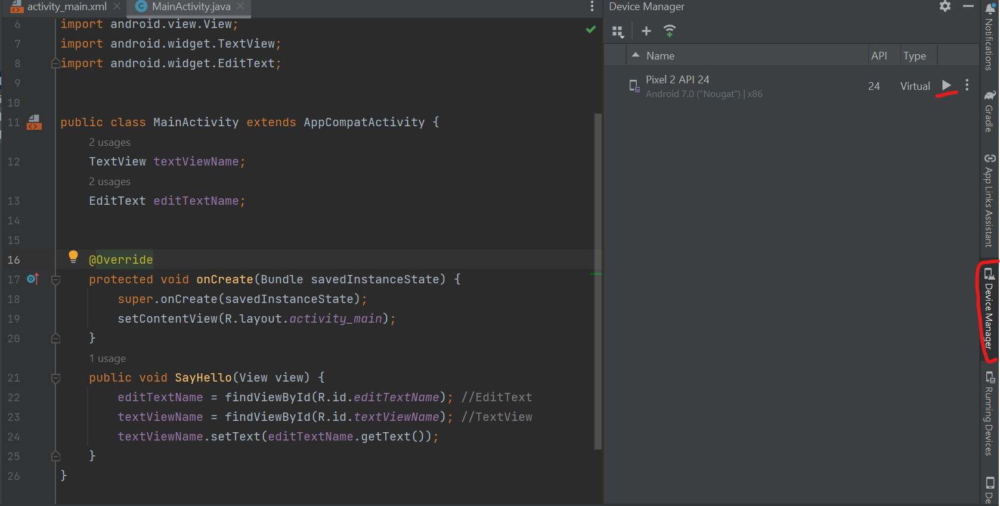 activity_main.xml
MainActivity.java
6 import android.view.View;
7 import android.widget.TextView;
8 import android.widget.EditText;
9
10
11 public class MainActivity extends AppCompatActivity {
2 usages
12 TextView textViewName;
2 usages
13 EditText editTextName;
14
15
16 @Override
17 protected void onCreate(Bundle savedInstanceState) {
18 super.onCreate(savedInstanceState);
19 setContentView(R.layout.activity_main);
20 }
1 usage
21 public void SayHello(View view) {
22 editTextName = findViewById(R.id.editTextName); //EditText
23 textViewName = findViewById(R.id.textViewName); //TextView
24 textViewName.setText(editTextName.getText());
25 }
26 }
Device Manager
Name API Type
Pixel 2 API 24
Android 7.0 ("Nougat") | x86
24 Virtual
Notifications
Gradle
App Links Assistant
Device Manager
Running Devices
De